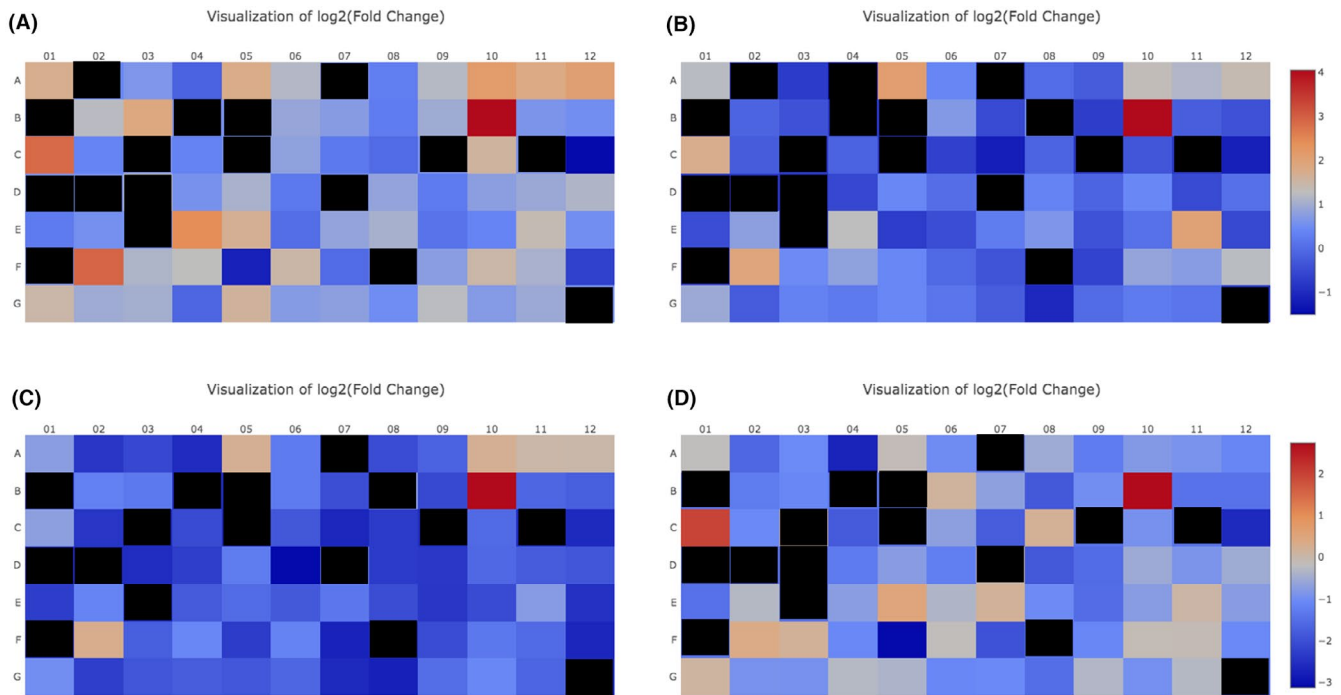 (A) Visualization of log2(Fold Change)
01 02 03 04 05 06 07 08 09 10 11 12
A
B
C
D
E
F
G
(B) Visualization of log2(Fold Change)
01 02 03 04 05 06 07 08 09 10 11 12
A
B
C
D
E
F
G
4
3
2
1
0
−1
(C) Visualization of log2(Fold Change)
01 02 03 04 05 06 07 08 09 10 11 12
A
B
C
D
E
F
G
(D) Visualization of log2(Fold Change)
01 02 03 04 05 06 07 08 09 10 11 12
A
B
C
D
E
F
G
2
1
0
−1
−2
−3